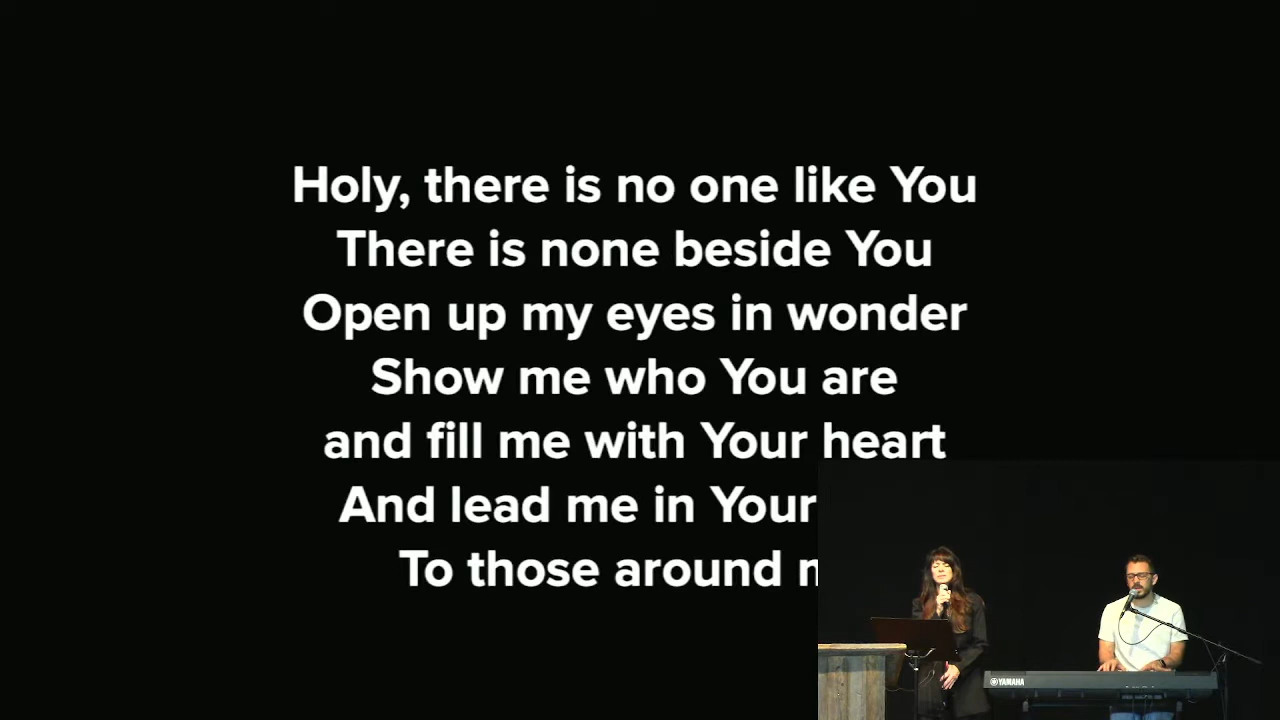 Holy, there is no one like You
There is none beside You
Open up my eyes in wonder
Show me who You are
and fill me with Your heart
And lead me in Your
To those around
YAMAHA